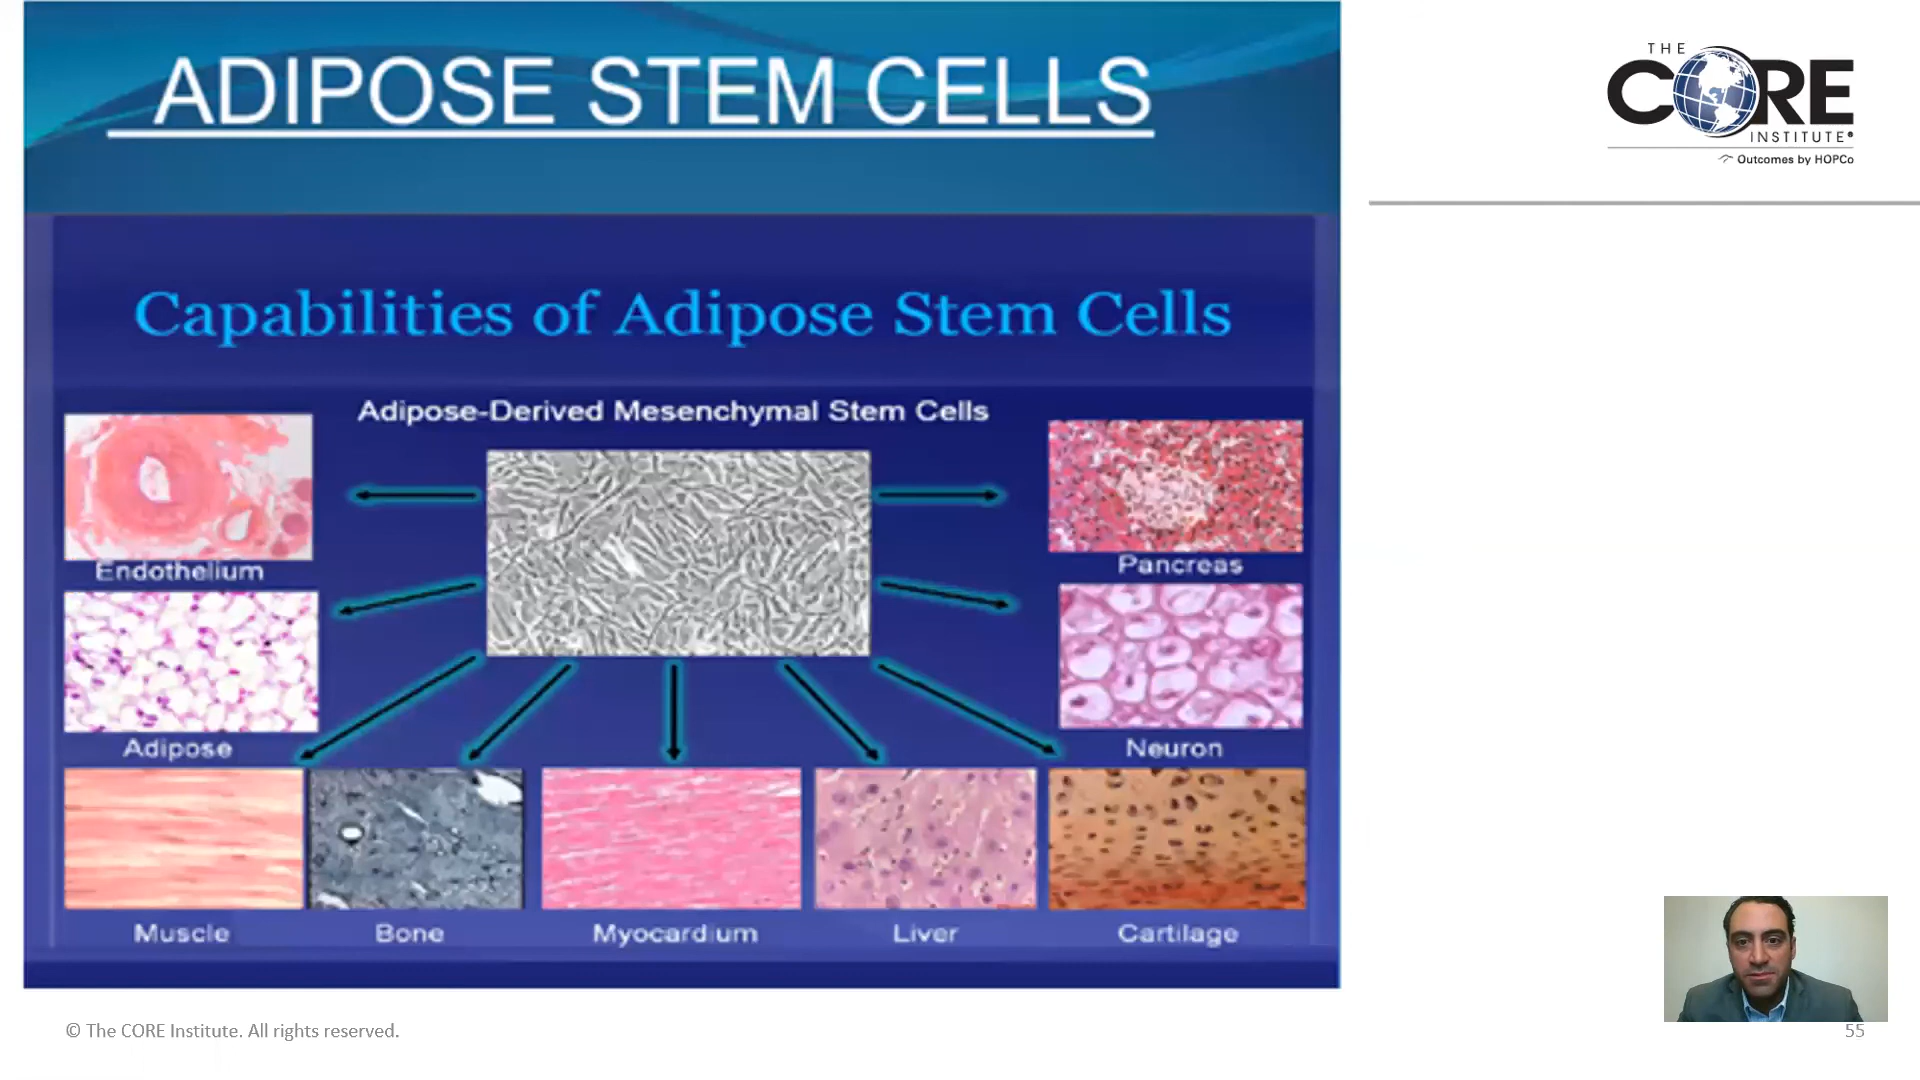 ADIPOSE STEM CELLS
THE
CORE
INSTITUTE®
Outcomes by HOPCo
Capabilities of Adipose Stem Cells
Adipose-Derived Mesenchymal Stem Cells
Endothelium
Pancreas
Adipose
Neuron
Muscle
Bone
Myocardium
Liver
Cartilage
© The CORE Institute. All rights reserved.
55